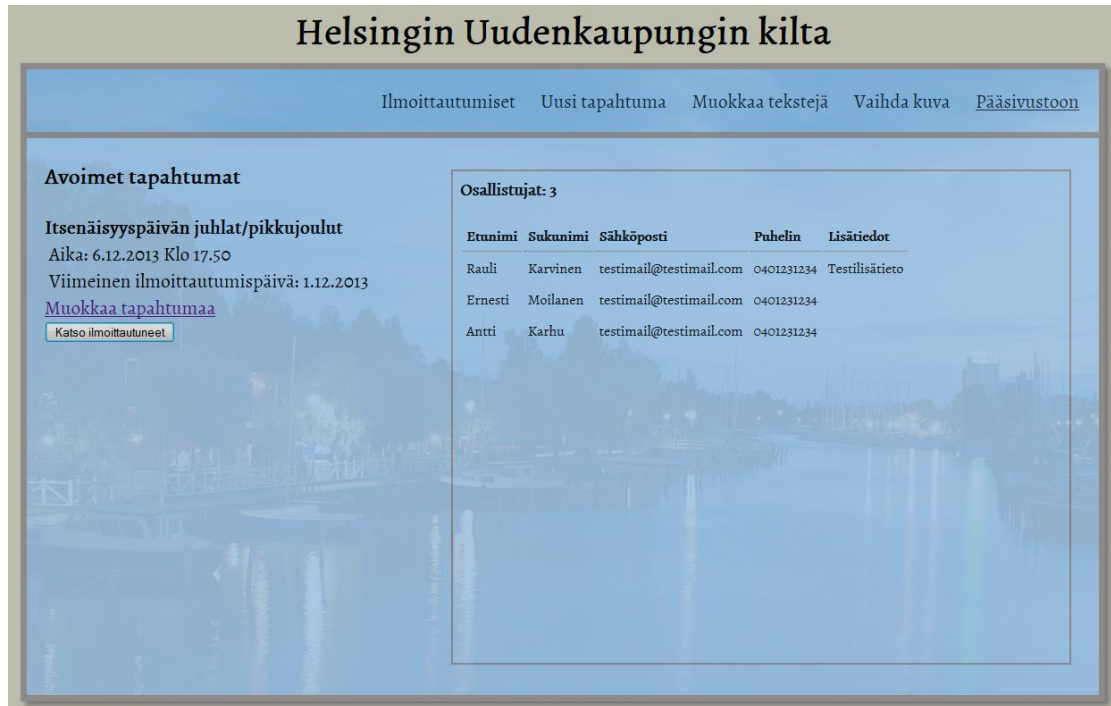 Helsingin Uudenkaupungin kilta
Ilmoittautumiset Uusi tapahtuma Muokkaa tekstejä Vaihda kuva Pääsivustoon
Avoimet tapahtumat
Itsenäisyyspäivän juhlat/pikkujoulut
Aika: 6.12.2013 Klo 17.50
Viimeinen ilmoittautumispäivä: 1.12.2013
Muokkaa tapahtumaa
Katso ilmoittautuneet
Osallistujat: 3
Etunimi Sukunimi Sähköposti Puhelin Lisätiedot
Rauli Karvinen testimail@testimail.com 0401231234 Testilisätieto
Ernesti Moilanen testimail@testimail.com 0401231234
Antti Karhu testimail@testimail.com 0401231234